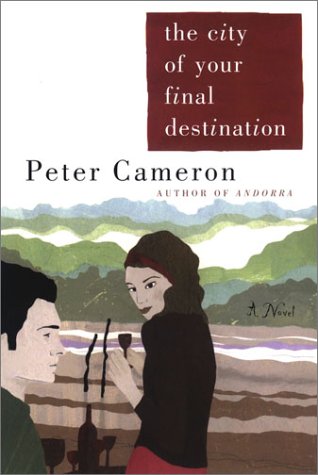 the city
of your
final
destination
Peter Cameron
AUTHOR OF ANDORRA
A Novel